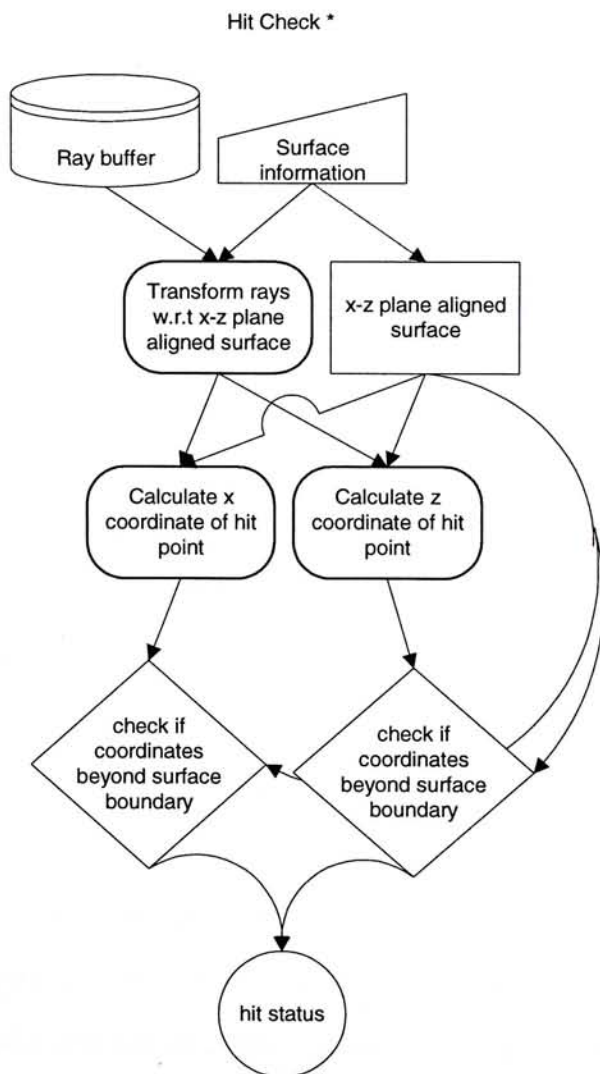 Hit Check *
Ray buffer
Surface
information
Transform rays
w.r.t x-z plane
aligned surface
x-z plane aligned
surface
Calculate x
coordinate of hit
point
Calculate z
coordinate of hit
point
check if
coordinates
beyond surface
boundary
check if
coordinates
beyond surface
boundary
hit status